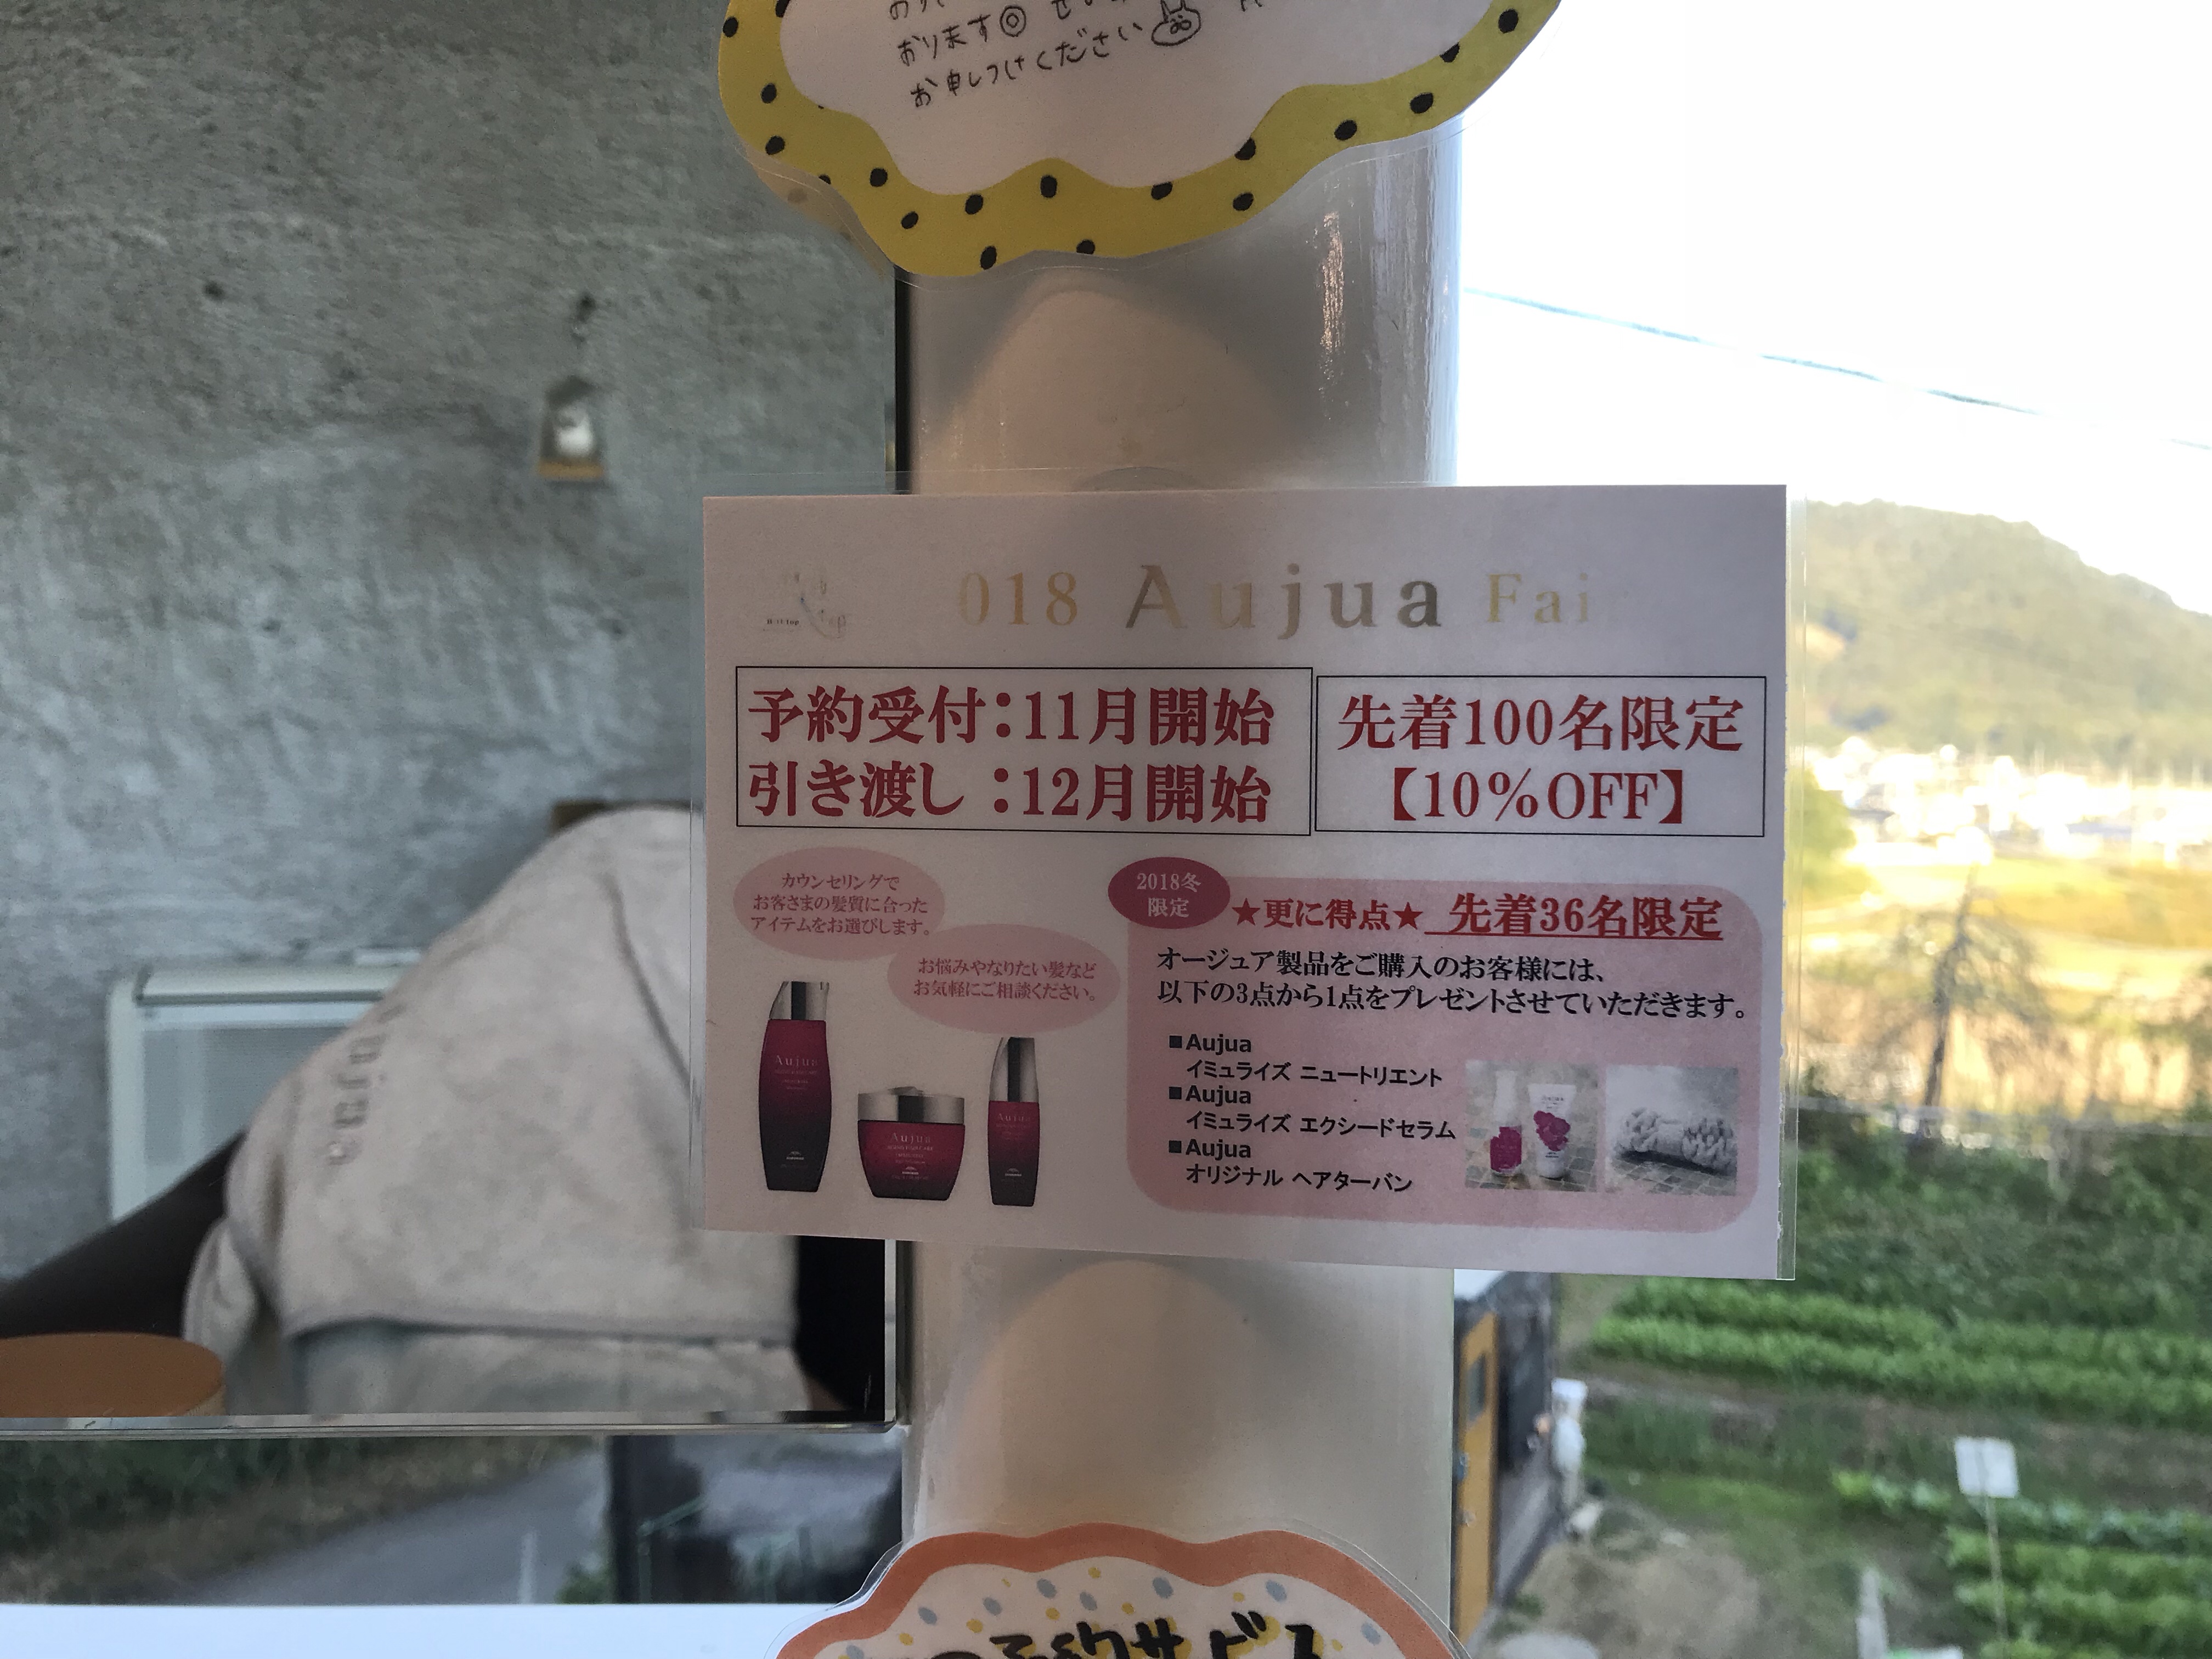 おります◎
お申しつけください
018 Aujua Fai
予約受付：11月開始
引き渡し：12月開始
先着100名限定
【10％OFF】
カウンセリングで
お客さまの髪質に合った
アイテムをお選びします。
お悩みやなりたい髪など
お気軽にご相談ください。
2018冬
限定
★更に得点★ 先着36名限定
オージュア製品をご購入のお客様には、
以下の3点から1点をプレゼントさせていただきます。
■Aujua
イミュライズ ニュートリエント
■Aujua
イミュライズ エクシードセラム
■Aujua
オリジナル ヘアターバン
Aujua
Aujua
Aujua
Aujua